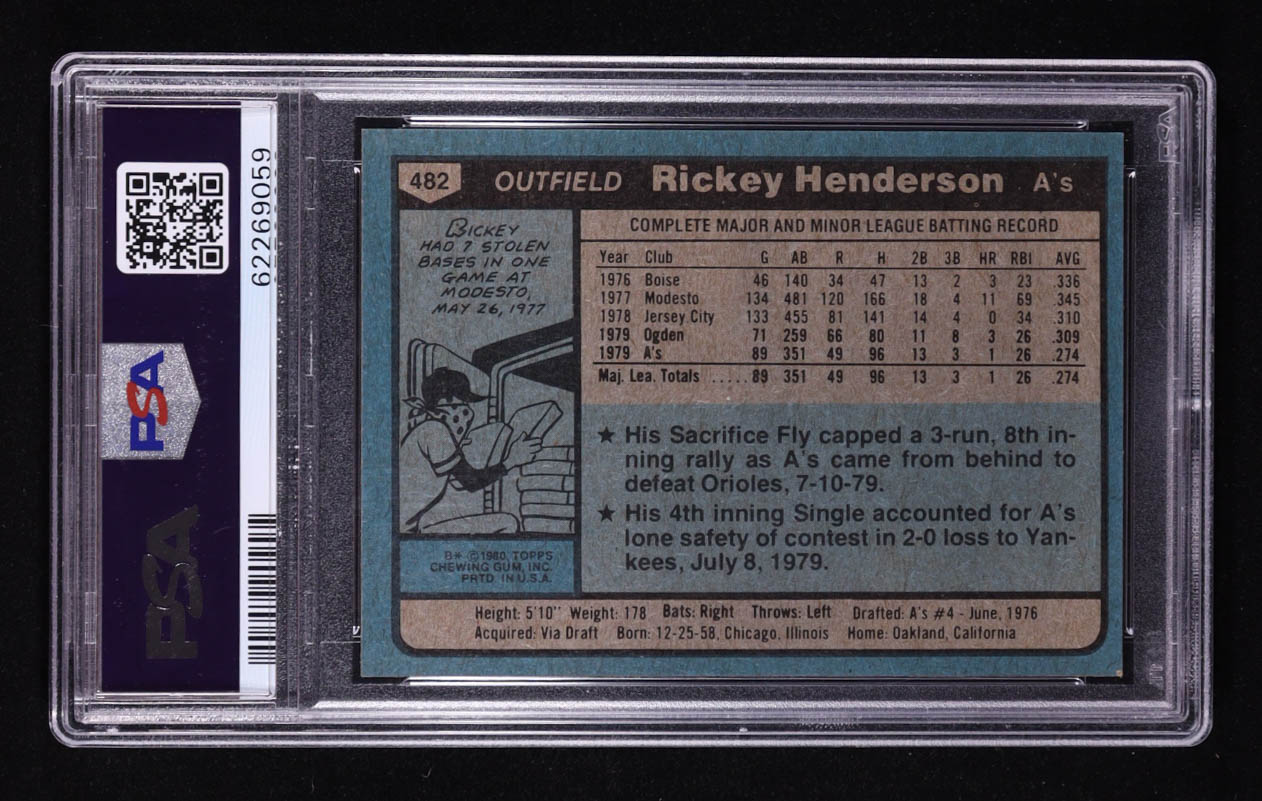 PSA
62269059
PSA
PSA
482 OUTFIELD Rickey Henderson A's
RICKEY
HAD 7 STOLEN
BASES IN ONE
GAME AT
MODESTO,
MAY 26, 1977
B* ©1980, TOPPS
CHEWING GUM, INC.
PRTD. IN U.S.A.
COMPLETE MAJOR AND MINOR LEAGUE BATTING RECORD
Year Club G AB R H 2B 3B HR RBI AVG
1976 Boise 46 140 34 47 13 2 3 23 .336
1977 Modesto 134 481 120 166 18 4 11 69 .345
1978 Jersey City 133 455 81 141 14 4 0 34 .310
1979 Ogden 71 259 66 80 11 8 3 26 .309
1979 A's 89 351 49 96 13 3 1 26 .274
Maj. Lea. Totals ..... 89 351 49 96 13 3 1 26 .274
★ His Sacrifice Fly capped a 3-run, 8th in-
ning rally as A's came from behind to
defeat Orioles, 7-10-79.
★ His 4th inning Single accounted for A's
lone safety of contest in 2-0 loss to Yan-
kees, July 8, 1979.
Height: 5'10" Weight: 178 Bats: Right Throws: Left Drafted: A's #4 - June, 1976
Acquired: Via Draft Born: 12-25-58, Chicago, Illinois Home: Oakland, California
PSA